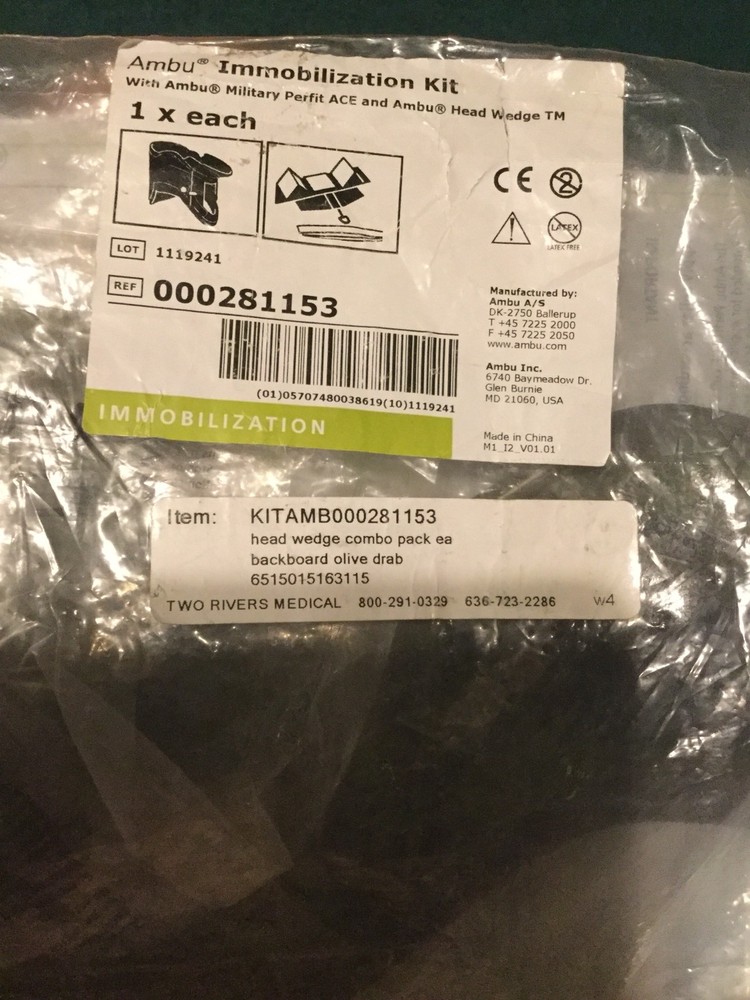 Ambu® Immobilization Kit
With Ambu® Military Perfit ACE and Ambu® Head Wedge TM
1 x each
CE
2
LATEX
LATEX FREE
LOT 1119241
REF 000281153
(01)05707480038619(10)1119241
IMMOBILIZATION
Manufactured by:
Ambu A/S
DK-2750 Ballerup
T +45 7225 2000
F +45 7225 2050
www.ambu.com
Ambu Inc.
6740 Baymeadow Dr.
Glen Burnie
MD 21060, USA
Made in China
M1_I2_V01.01
Item: KITAMB000281153
head wedge combo pack ea
backboard olive drab
6515015163115
TWO RIVERS MEDICAL 800-291-0329 636-723-2286 w4